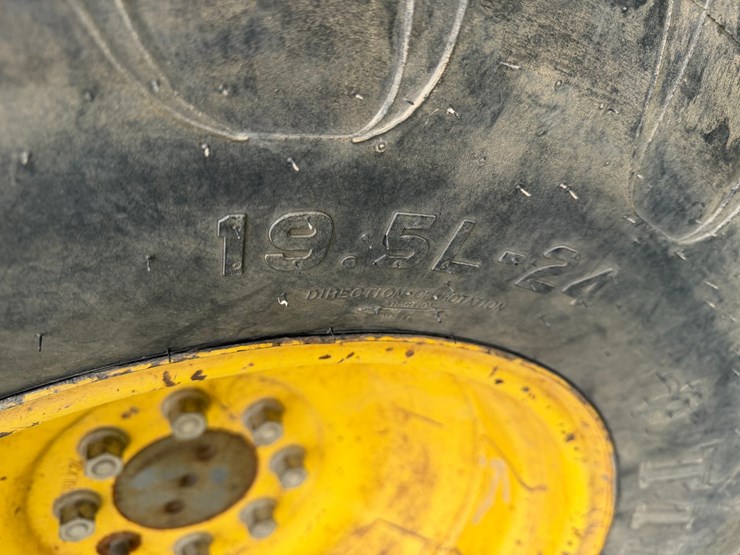 19.5L-24
DIRECTION OF ROTATION